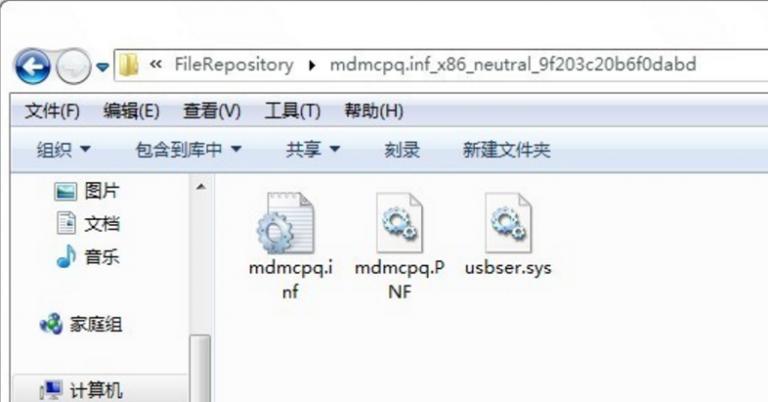 « FileRepository ▸ mdmcpq.inf_x86_neutral_9f203c20b6f0dabd
文件(F) 编辑(E) 查看(V) 工具(T) 帮助(H)
组织 ▼ 包含到库中 ▼ 共享 ▼ 刻录 新建文件夹
图片
文档
音乐
家庭组
计算机
mdmcpq.i
nf
mdmcpq.P
NF
usbser.sys